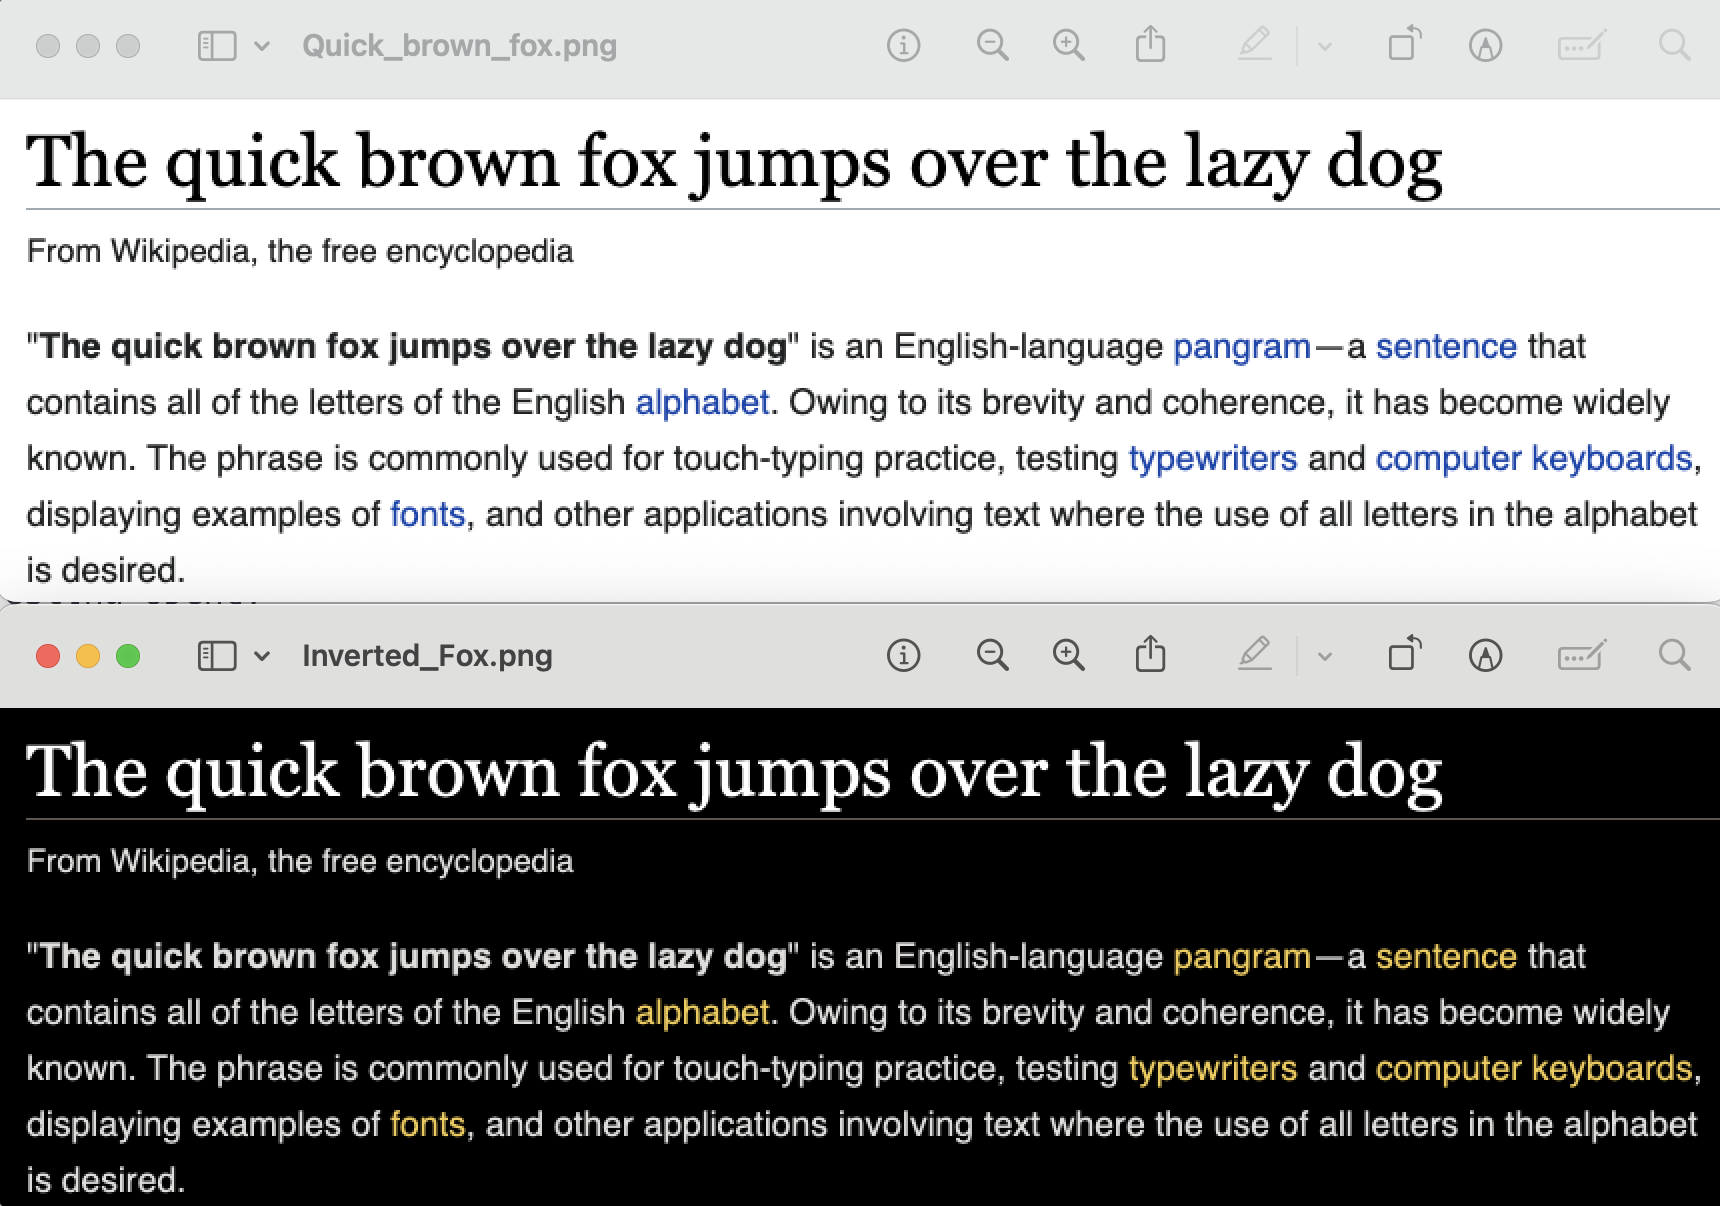 Quick_brown_fox.png
The quick brown fox jumps over the lazy dog
From Wikipedia, the free encyclopedia
"The quick brown fox jumps over the lazy dog" is an English-language pangram—a sentence that
contains all of the letters of the English alphabet. Owing to its brevity and coherence, it has become widely
known. The phrase is commonly used for touch-typing practice, testing typewriters and computer keyboards,
displaying examples of fonts, and other applications involving text where the use of all letters in the alphabet
is desired.
Inverted_Fox.png
The quick brown fox jumps over the lazy dog
From Wikipedia, the free encyclopedia
"The quick brown fox jumps over the lazy dog" is an English-language pangram—a sentence that
contains all of the letters of the English alphabet. Owing to its brevity and coherence, it has become widely
known. The phrase is commonly used for touch-typing practice, testing typewriters and computer keyboards,
displaying examples of fonts, and other applications involving text where the use of all letters in the alphabet
is desired.